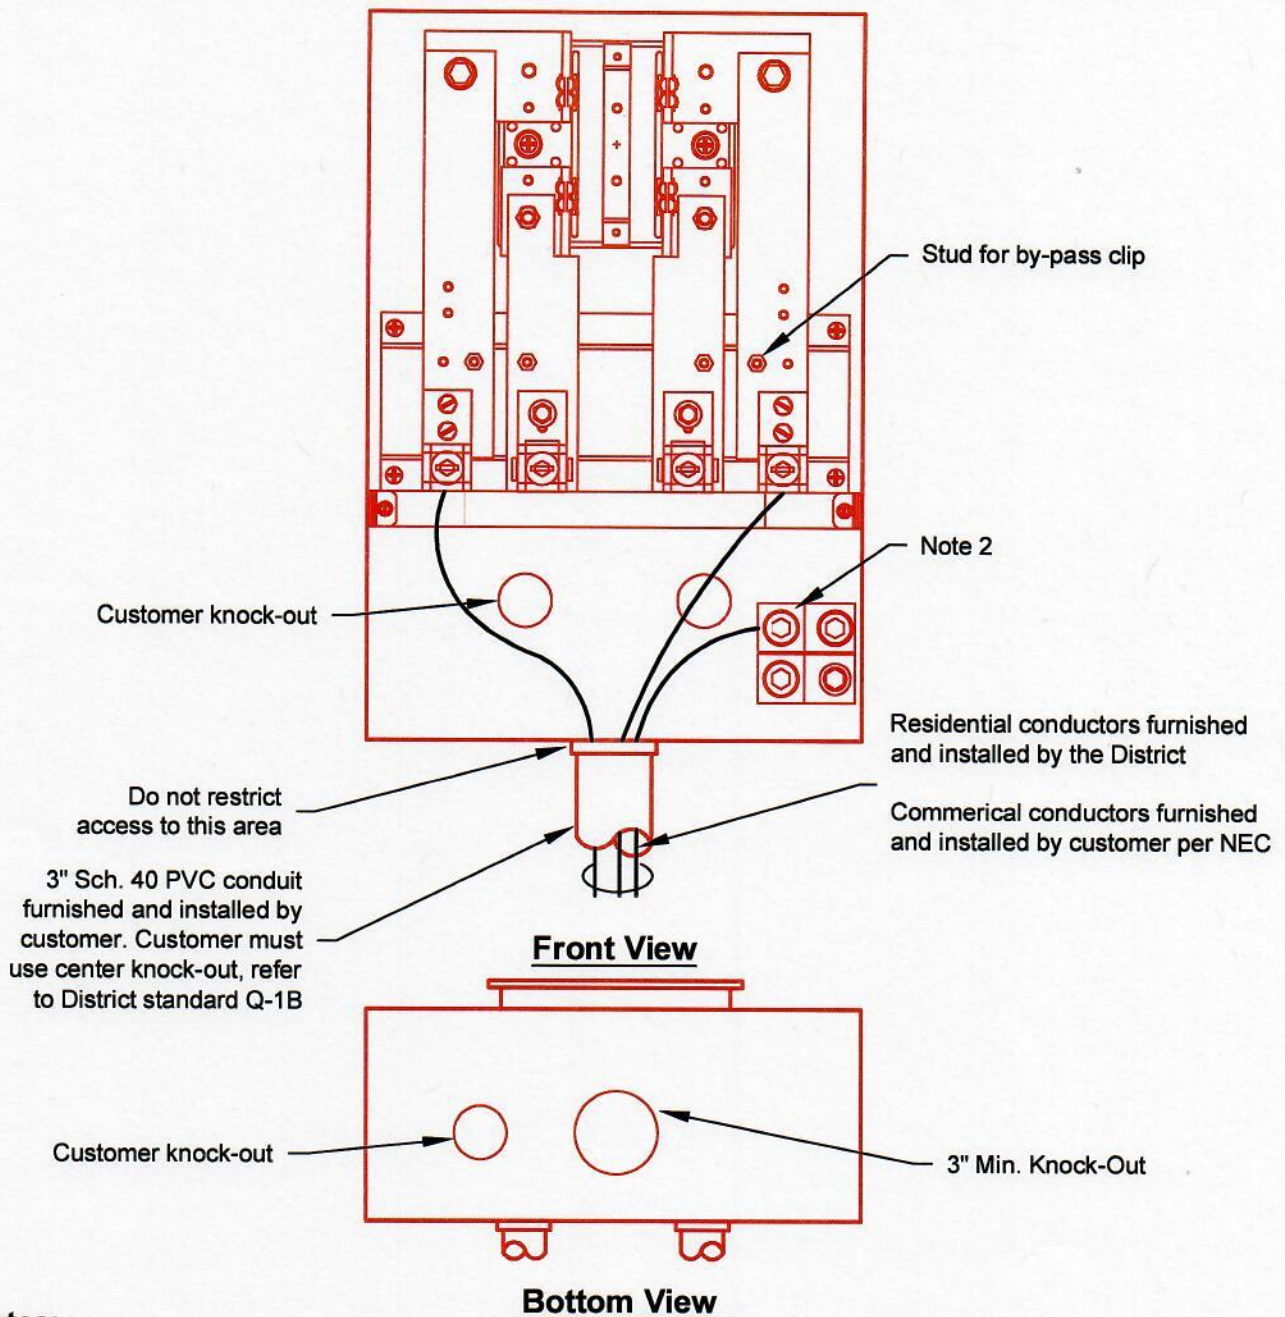 Stud for by-pass clip
Note 2
Customer knock-out
Residential conductors furnished
and installed by the District
Do not restrict
access to this area
Commerical conductors furnished
and installed by customer per NEC
3" Sch. 40 PVC conduit
furnished and installed by
customer. Customer must
use center knock-out, refer
to District standard Q-1B
Front View
Customer knock-out
3" Min. Knock-Out
Bottom View